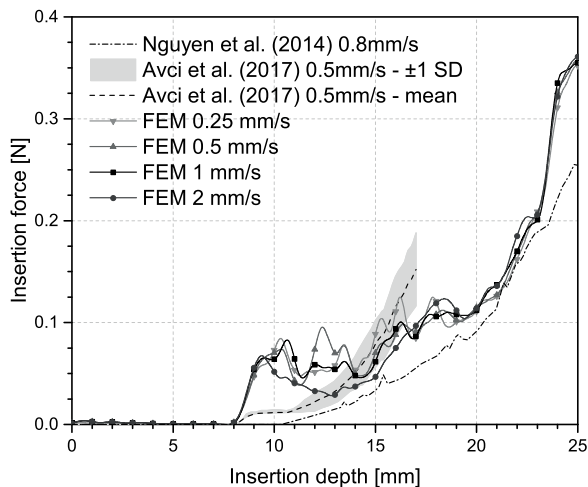 Nguyen et al. (2014) 0.8mm/s
Avci et al. (2017) 0.5mm/s - ±1 SD
Avci et al. (2017) 0.5mm/s - mean
FEM 0.25 mm/s
FEM 0.5 mm/s
FEM 1 mm/s
FEM 2 mm/s
Insertion force [N]
0.4
0.3
0.2
0.1
0.0
0 5 10 15 20 25
Insertion depth [mm]